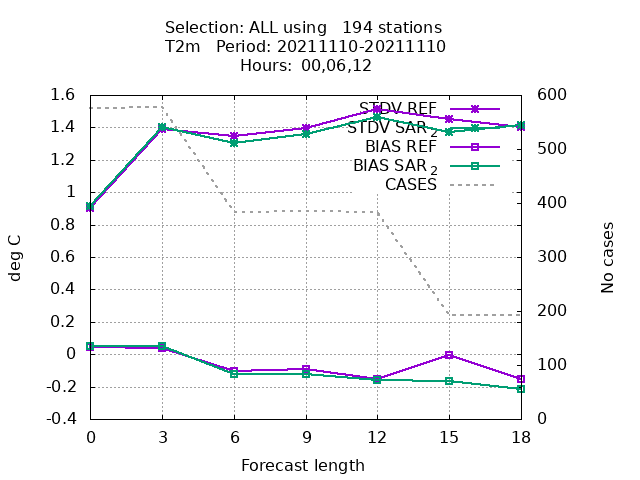 Selection: ALL using   194 stations
T2m   Period: 20211110-20211110
Hours:  00,06,12
1.6
1.4
1.2
1
0.8
0.6
0.4
0.2
0
-0.2
-0.4
deg C
STDV REF
STDV SAR 2
BIAS REF
BIAS SAR 2
CASES
600
500
400
300
200
100
0
No cases
0 3 6 9 12 15 18
Forecast length